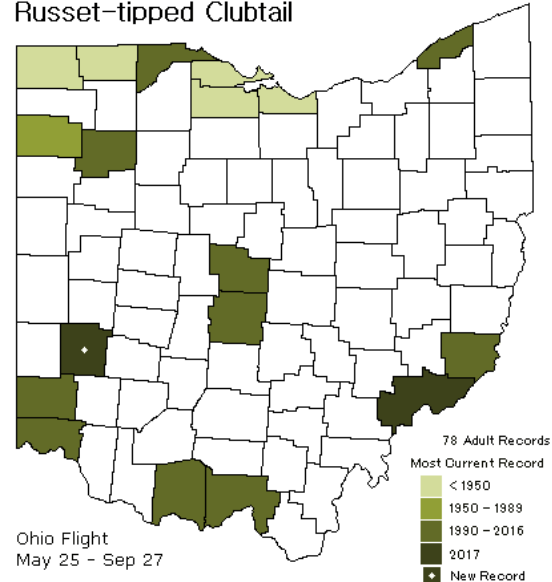 Russet-tipped Clubtail
78 Adult Records
Most Current Record
< 1950
1950 - 1989
1990 - 2016
2017
New Record
Ohio Flight
May 25 - Sep 27